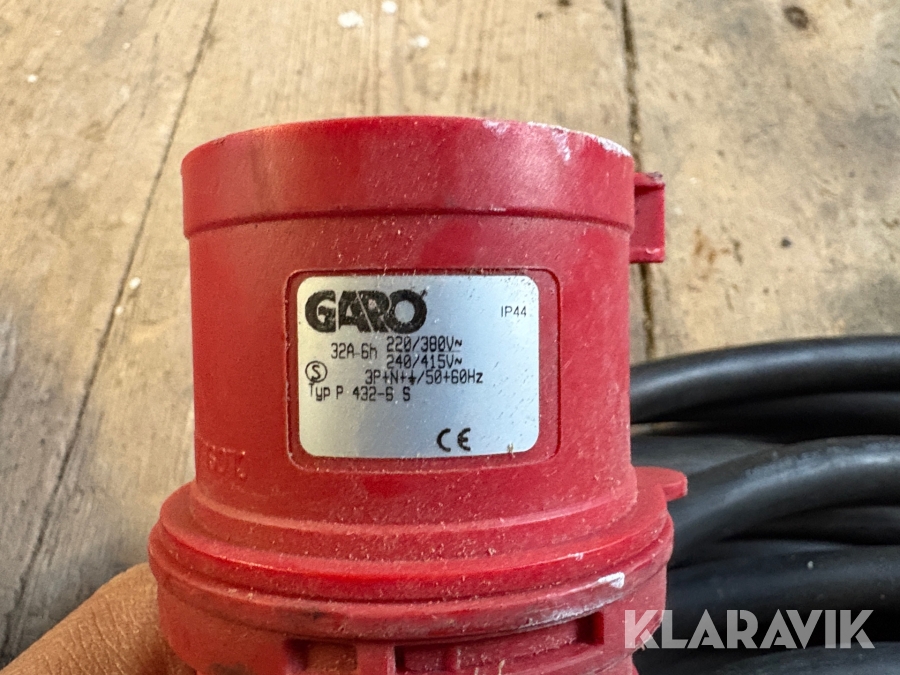 GARO
IP44
32A-6h 220/380V~
240/415V~
S 3P+N+⏚/50+60Hz
Typ P 432-6 S
CE
KLARAVIK